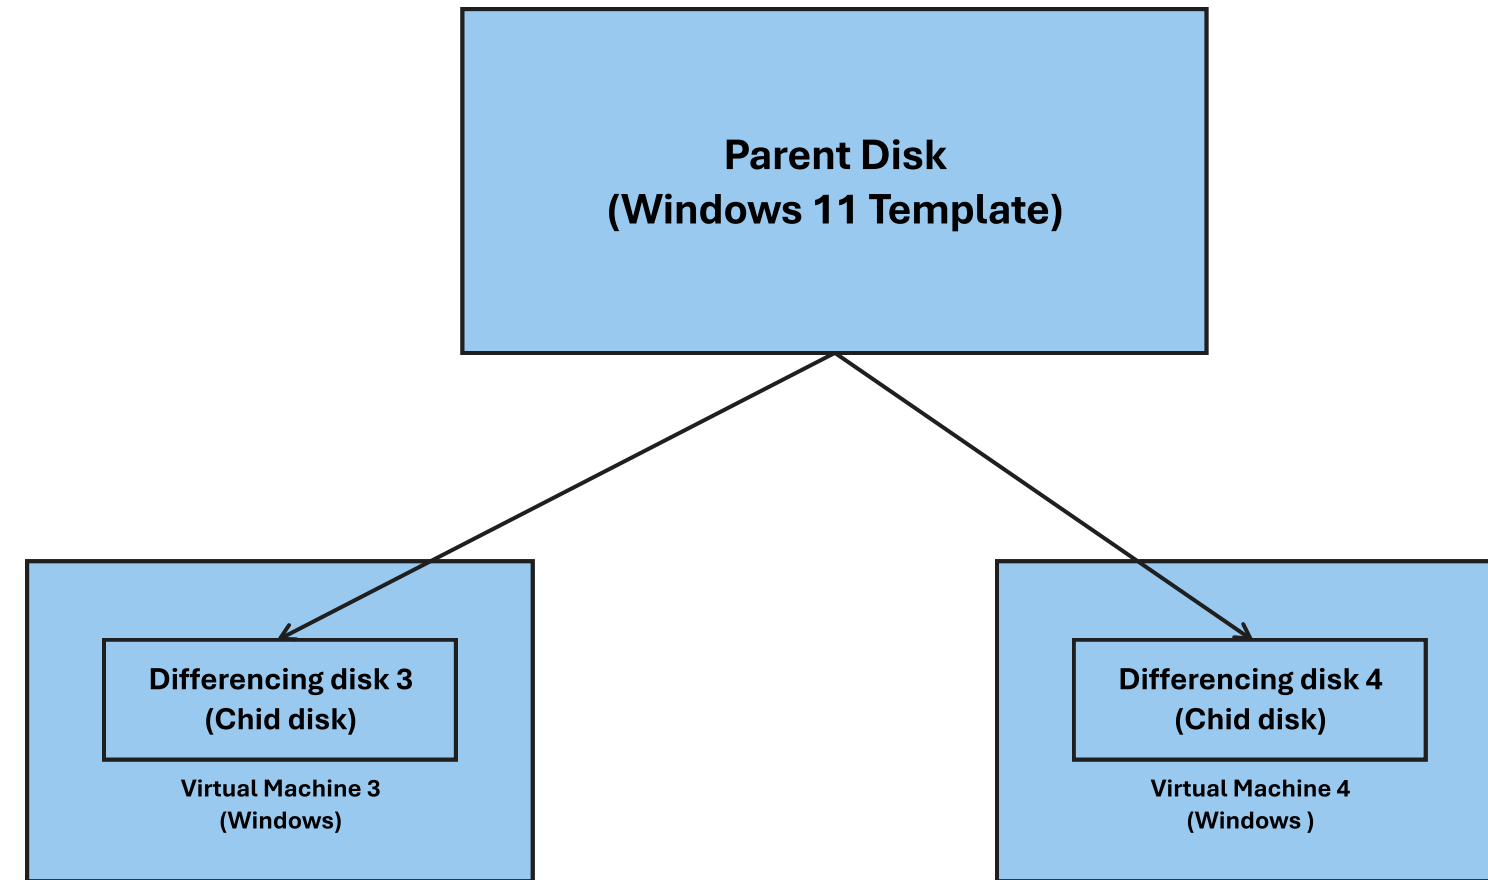 Parent Disk
(Windows 11 Template)
Differencing disk 3
(Chid disk)
Virtual Machine 3
(Windows)
Differencing disk 4
(Chid disk)
Virtual Machine 4
(Windows )